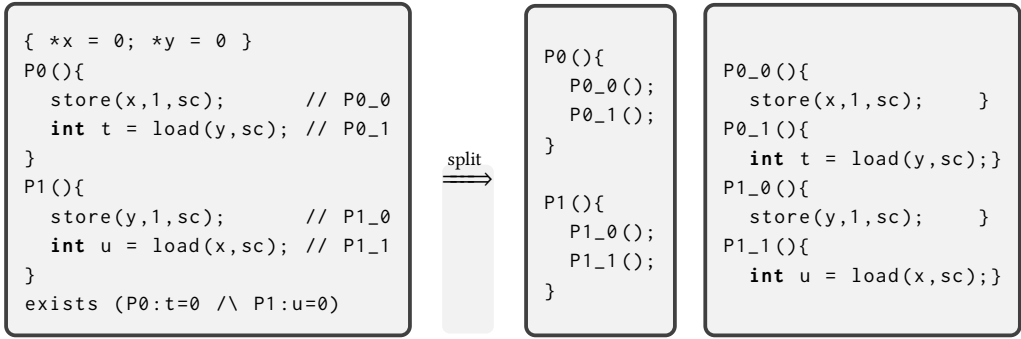 { *x = 0; *y = 0 }
P0(){
  store(x,1,sc);       // P0_0
  int t = load(y,sc); // P0_1
}
P1(){
  store(y,1,sc);       // P1_0
  int u = load(x,sc); // P1_1
}
exists (P0:t=0 /\ P1:u=0)
split
⟹
P0(){
  P0_0();
  P0_1();
}
P1(){
  P1_0();
  P1_1();
}
P0_0(){
  store(x,1,sc);     }
P0_1(){
  int t = load(y,sc);}
P1_0(){
  store(y,1,sc);     }
P1_1(){
  int u = load(x,sc);}